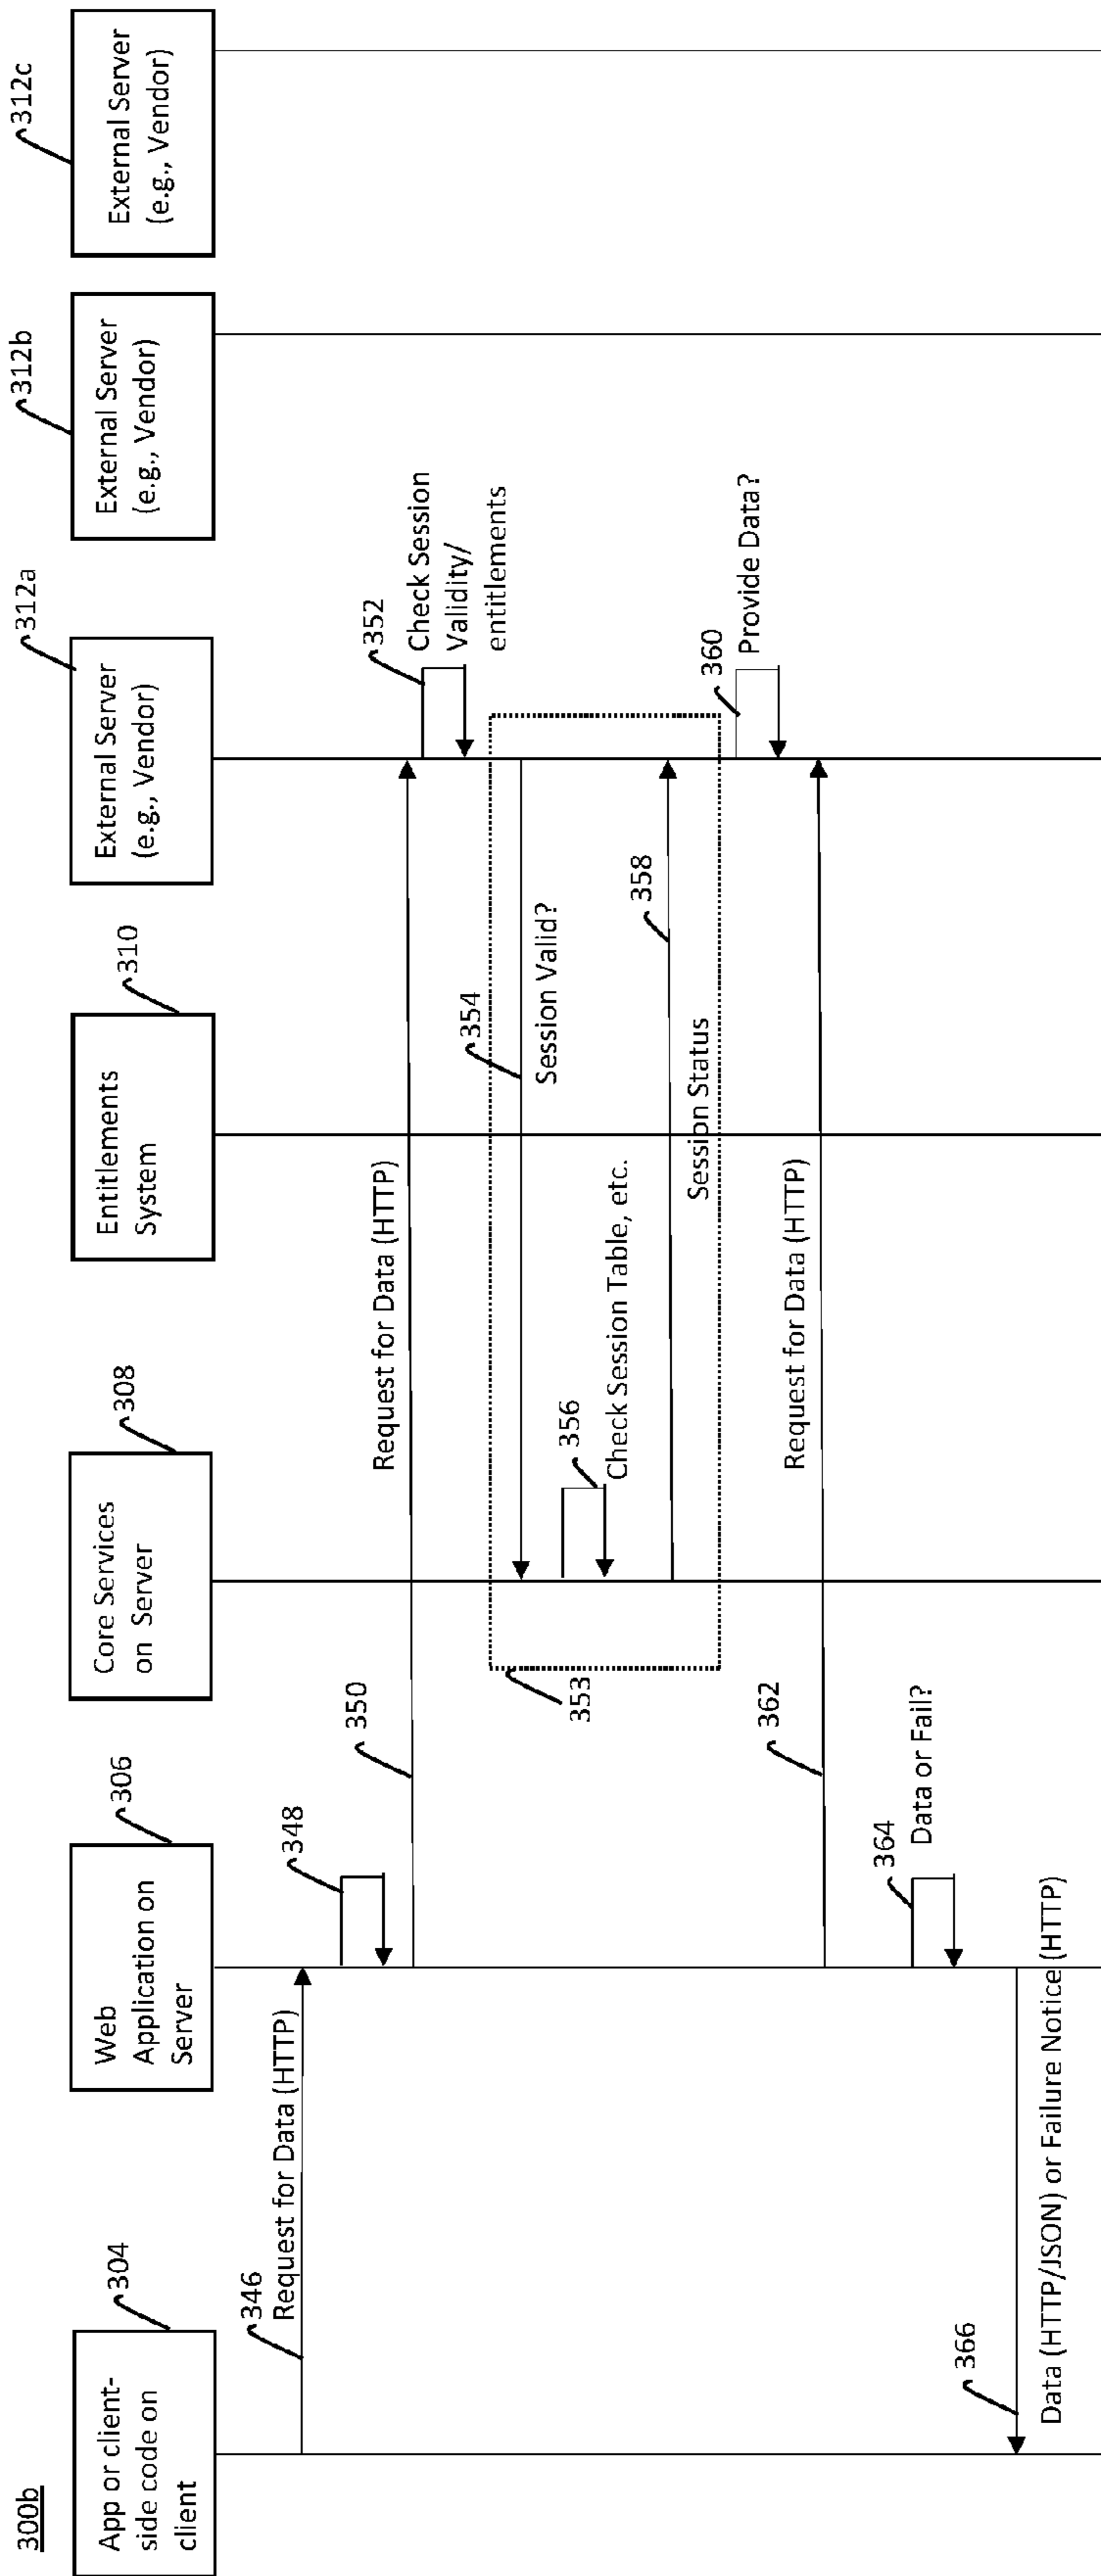 300b
304
App or client-
side code on
client
306
Web
Application on
Server
308
Core Services
on Server
310
Entitlements
System
312a
External Server
(e.g., Vendor)
312b
External Server
(e.g., Vendor)
312c
External Server
(e.g., Vendor)
346
Request for Data (HTTP)
348
350
Request for Data (HTTP)
352
Check Session
Validity/
entitlements
353
354
Session Valid?
356
Check Session Table, etc.
358
Session Status
360
Provide Data?
362
Request for Data (HTTP)
364
Data or Fail?
366
Data (HTTP/JSON) or Failure Notice (HTTP)